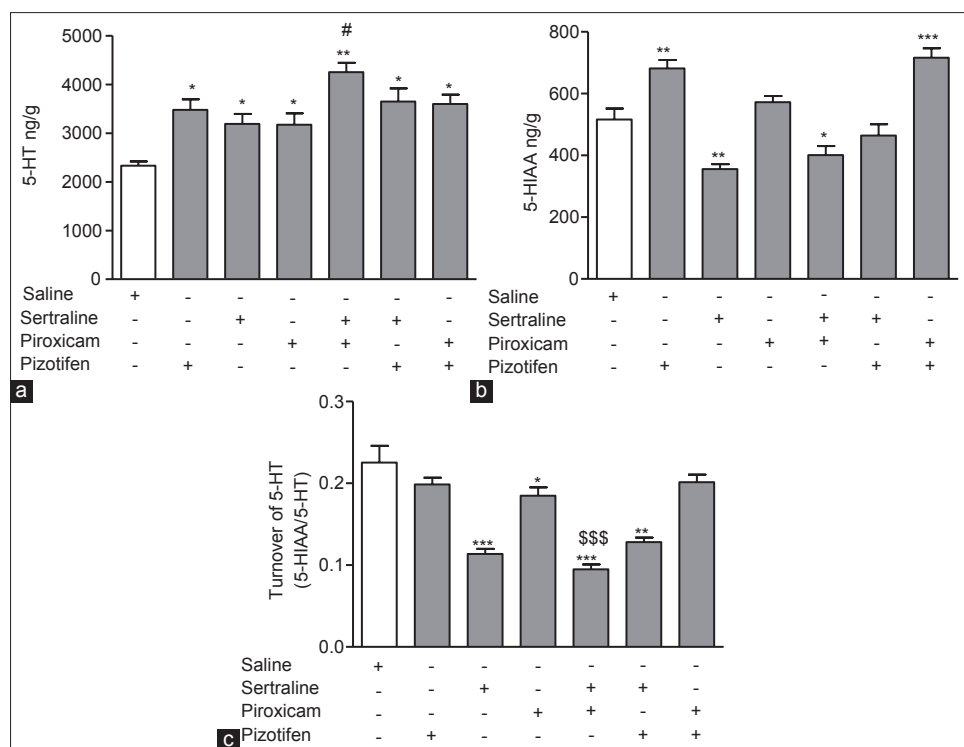 #
5000
4000
3000
2000
1000
0
5-HT ng/g
* * * ** * *
Saline + - - - - - -
Sertraline - - + - + + -
Piroxicam - - - + + - +
Pizotifen - + - - - + +
a
800
600
400
200
0
5-HIAA ng/g
** ** * ***
Saline + - - - - - -
Sertraline - - + - + + -
Piroxicam - - - + + - +
Pizotifen - + - - - + +
b
0.3
0.2
0.1
0.0
Turnover of 5-HT
(5-HIAA/5-HT)
$$$
*** * *** **
Saline + - - - - - -
Sertraline - - + - + + -
Piroxicam - - - + + - +
Pizotifen - + - - - + +
c